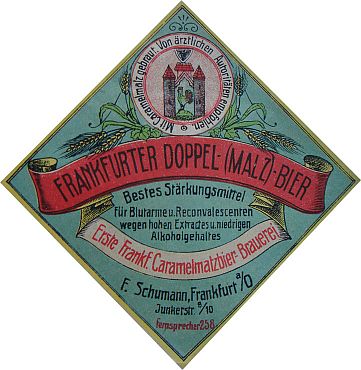 Mit Caramelmalz gebraut. Von ärztlichen Autoritäten empfohlen
FRANKFURTER DOPPEL-(MALZ)-BIER
Bestes Stärkungsmittel
Für Blutarme u. Reconvalescenten
wegen hohen Extractes u. niedrigen
Alkoholgehaltes
Erste Frankf. Caramelmalzbier-Brauerei
F. Schumann, Frankfurt a/O
Junkerstr. 9/10
Fernsprecher 258.